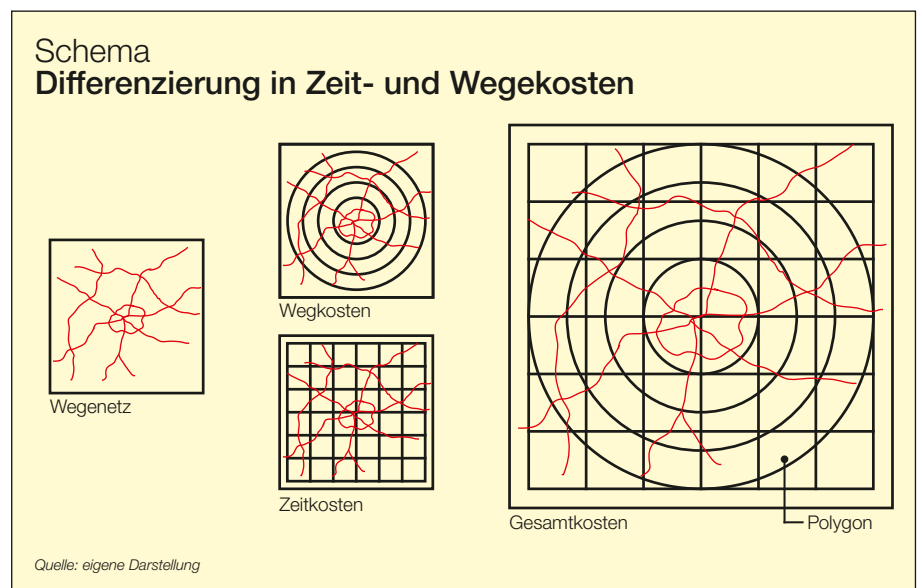 Schema
Differenzierung in Zeit- und Wegekosten
Wegenetz
Wegkosten
Zeitkosten
Gesamtkosten
Polygon
Quelle: eigene Darstellung